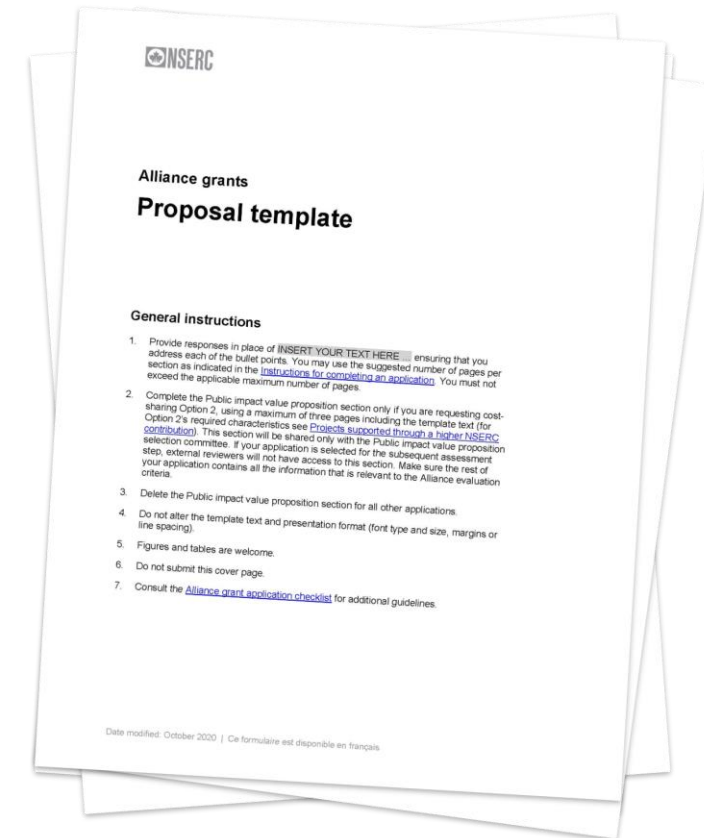 NSERC
Alliance grants
Proposal template
General instructions
1. Provide responses in place of INSERT YOUR TEXT HERE ... ensuring that you
address each of the bullet points. You may use the suggested number of pages per
section as indicated in the Instructions for completing an application. You must not
exceed the applicable maximum number of pages.
2. Complete the Public impact value proposition section only if you are requesting cost-
sharing Option 2, using a maximum of three pages including the template text (for
Option 2's required characteristics see Projects supported through a higher NSERC
contribution). This section will be shared only with the Public impact value proposition
selection committee. If your application is selected for the subsequent assessment
step, external reviewers will not have access to this section. Make sure the rest of
your application contains all the information that is relevant to the Alliance evaluation
criteria.
3. Delete the Public impact value proposition section for all other applications.
4. Do not alter the template text and presentation format (font type and size, margins or
line spacing).
5. Figures and tables are welcome.
6. Do not submit this cover page.
7. Consult the Alliance grant application checklist for additional guidelines.
Date modified: October 2020 | Ce formulaire est disponible en français